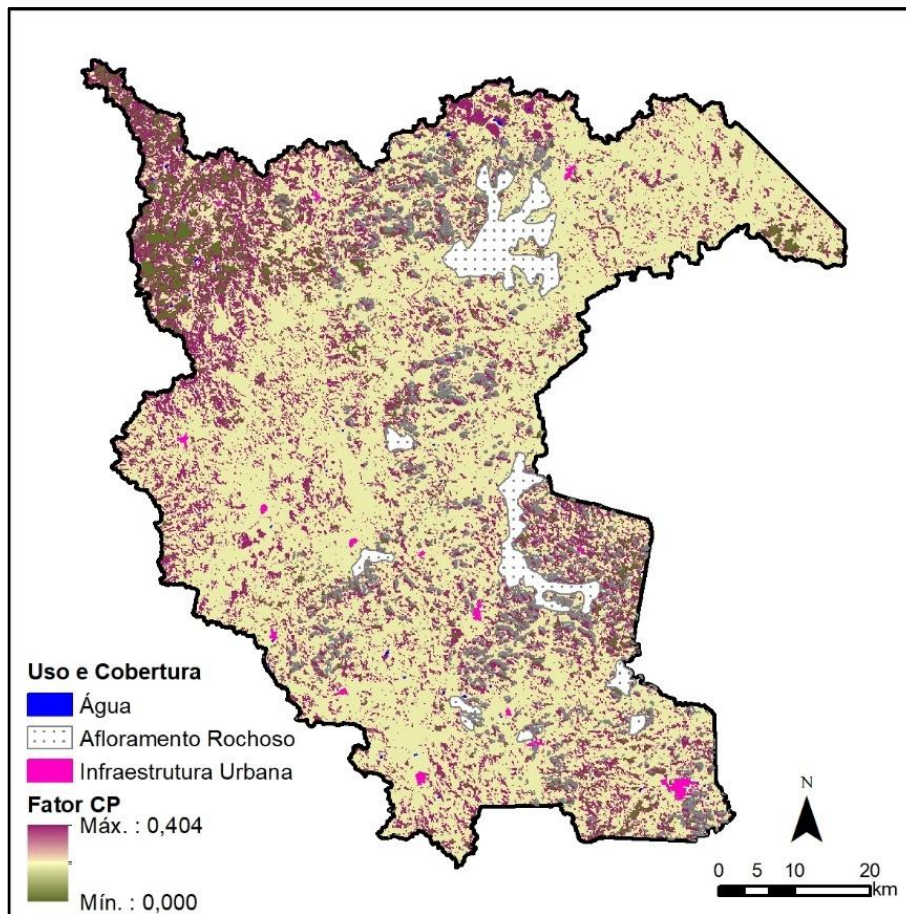 Uso e Cobertura
Água
Afloramento Rochoso
Infraestrutura Urbana
Fator CP
Máx. : 0,404
Mín. : 0,000
N
0 5 10 20
km